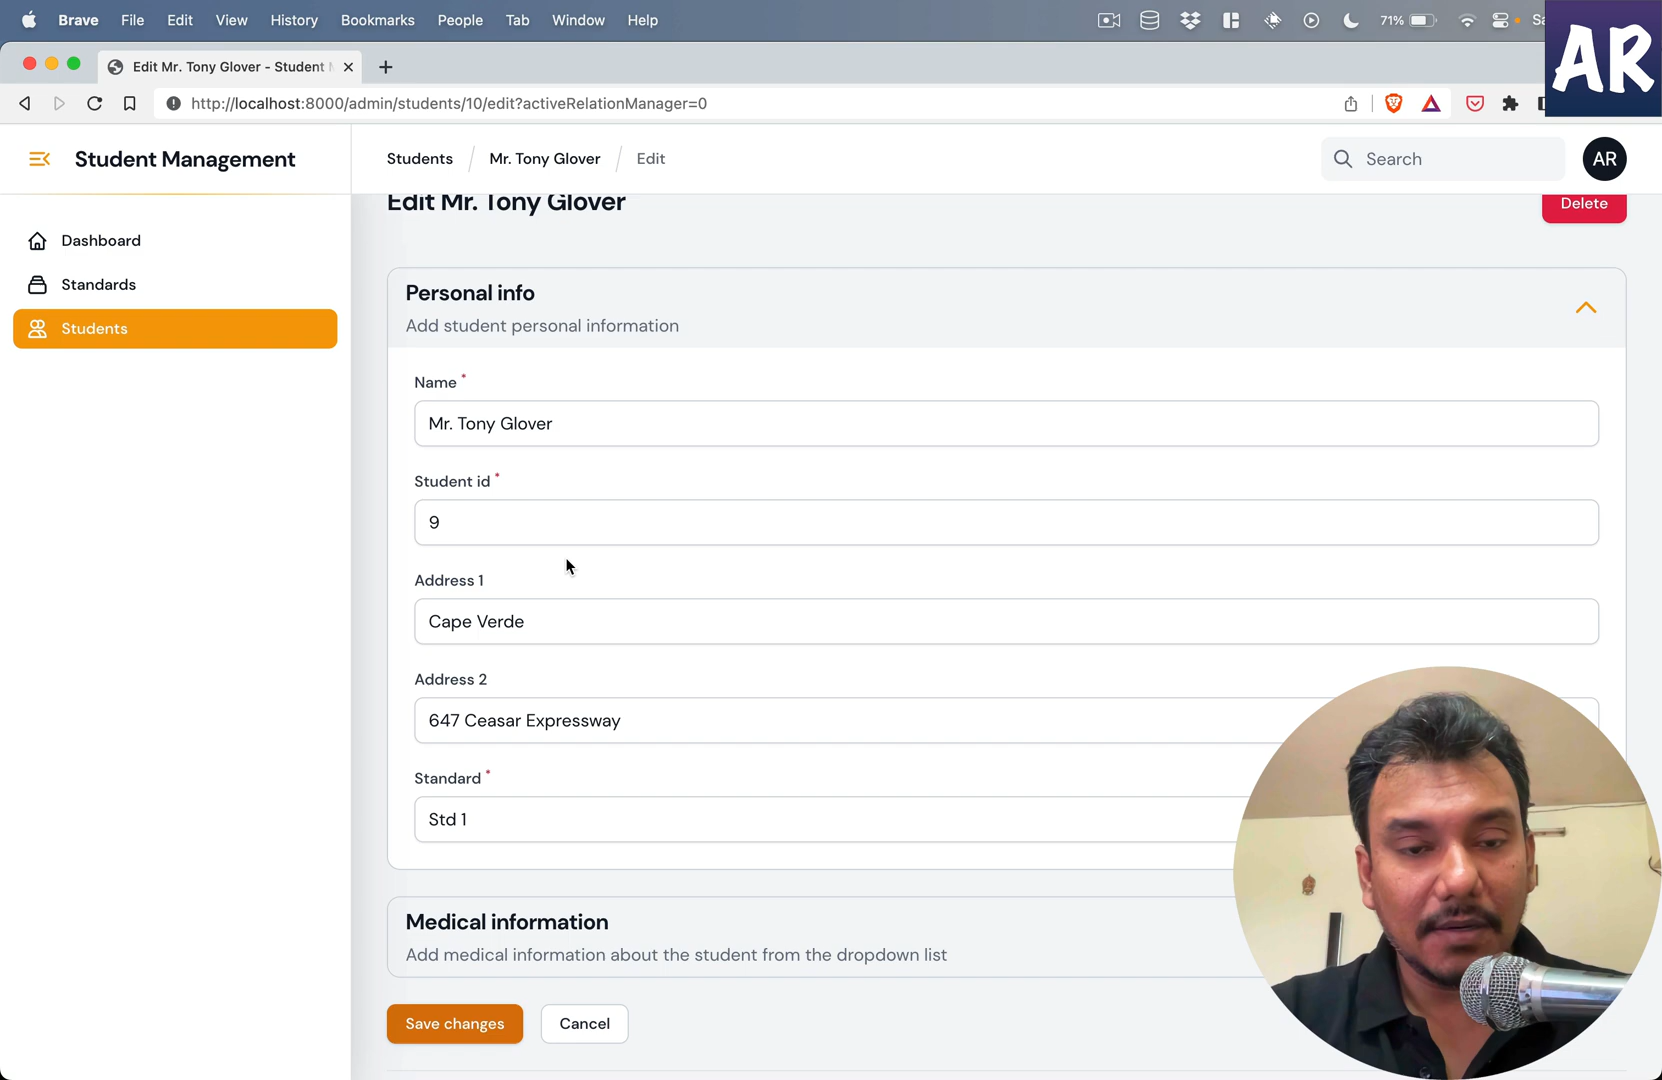 Brave File Edit View History Bookmarks People Tab Window Help 71%
AR
Edit Mr. Tony Glover - Student
http://localhost:8000/admin/students/10/edit?activeRelationManager=0
Student Management
Students / Mr. Tony Glover / Edit
Search
AR
Dashboard
Standards
Students
Edit Mr. Tony Glover
Delete
Personal info
Add student personal information
Name *
Mr. Tony Glover
Student id *
9
Address 1
Cape Verde
Address 2
647 Ceasar Expressway
Standard *
Std 1
Medical information
Add medical information about the student from the dropdown list
Save changes
Cancel